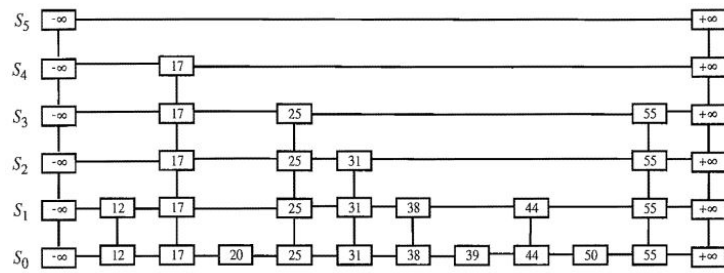 S5 -∞ +∞
S4 -∞ 17 +∞
S3 -∞ 17 25 55 +∞
S2 -∞ 17 25 31 55 +∞
S1 -∞ 12 17 25 31 38 44 55 +∞
S0 -∞ 12 17 20 25 31 38 39 44 50 55 +∞